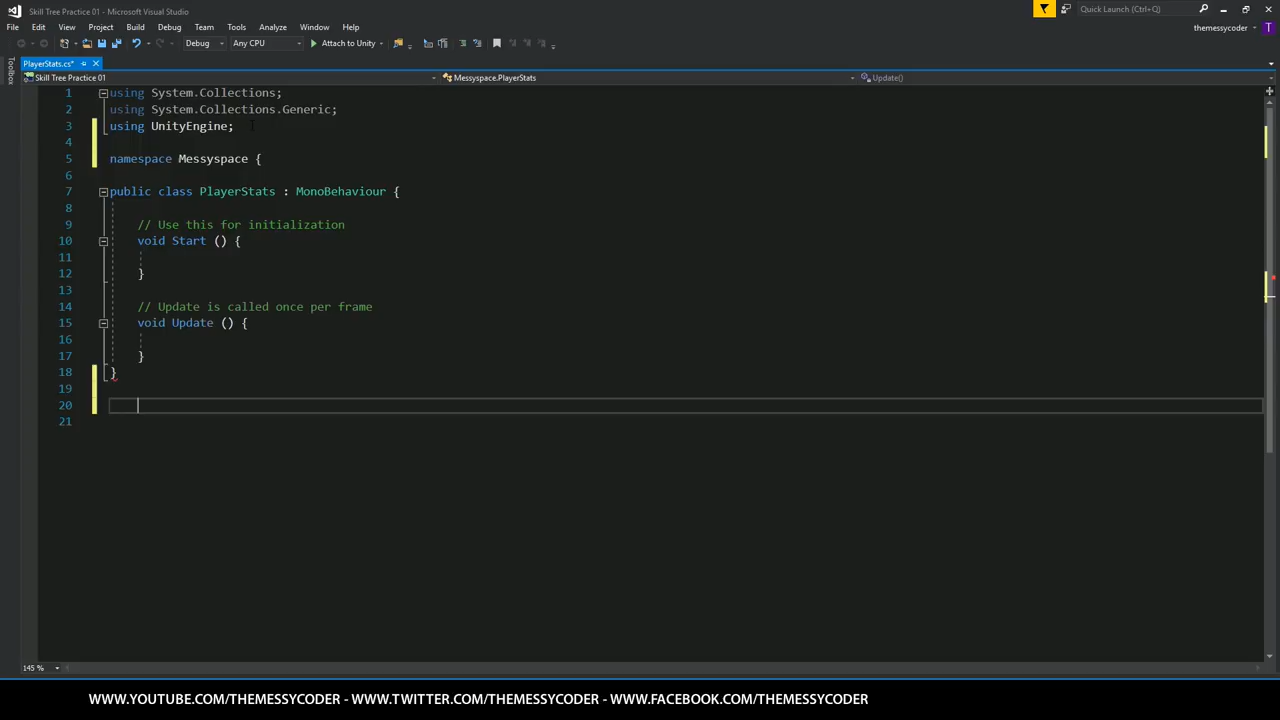 Skill Tree Practice 01 - Microsoft Visual Studio
Quick Launch (Ctrl+Q)
File Edit View Project Build Debug Team Tools Analyze Window Help
themessycoder T
Debug Any CPU Attach to Unity
Toolbox
PlayerStats.cs*
Skill Tree Practice 01 Messyspace.PlayerStats Update()
1 using System.Collections;
2 using System.Collections.Generic;
3 using UnityEngine;
4
5 namespace Messyspace {
6
7 public class PlayerStats : MonoBehaviour {
8
9 // Use this for initialization
10 void Start () {
11
12 }
13
14 // Update is called once per frame
15 void Update () {
16
17 }
18 }
19
20
21
145 %
WWW.YOUTUBE.COM/THEMESSYCODER - WWW.TWITTER.COM/THEMESSYCODER - WWW.FACEBOOK.COM/THEMESSYCODER